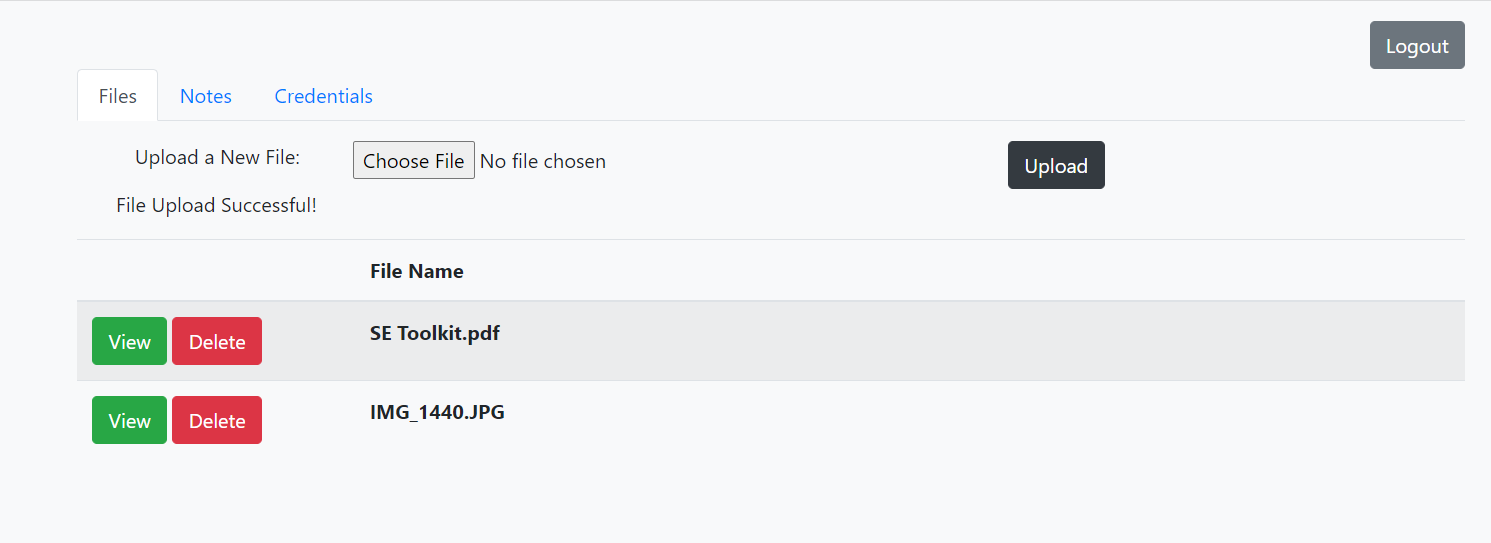 Logout
Files Notes Credentials
Upload a New File: Choose File No file chosen Upload
File Upload Successful!
File Name
View Delete SE Toolkit.pdf
View Delete IMG_1440.JPG